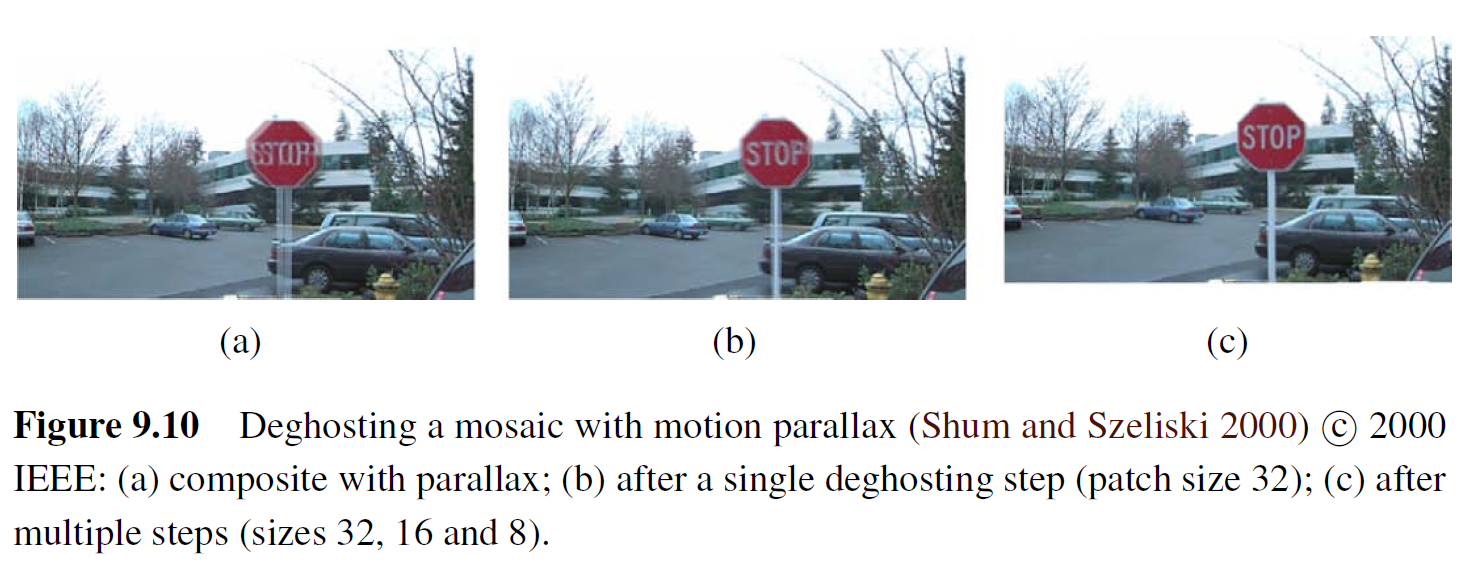 STOP
STOP
(a) (b) (c)
Figure 9.10 Deghosting a mosaic with motion parallax (Shum and Szeliski 2000) © 2000
IEEE: (a) composite with parallax; (b) after a single deghosting step (patch size 32); (c) after
multiple steps (sizes 32, 16 and 8).